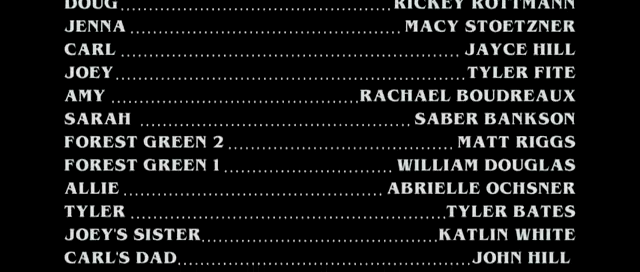 DOUG........................................RICKEY ROTTMANN
JENNA........................................MACY STOETZNER
CARL ..................................................JAYCE HILL
JOEY...................................................TYLER FITE
AMY ....................................RACHAEL BOUDREAUX
SARAH .......................................SABER BANKSON
FOREST GREEN 2.................................MATT RIGGS
FOREST GREEN 1.........................WILLIAM DOUGLAS
ALLIE......................................ABRIELLE OCHSNER
TYLER ..............................................TYLER BATES
JOEY'S SISTER..................................KATLIN WHITE
CARL'S DAD..........................................JOHN HILL